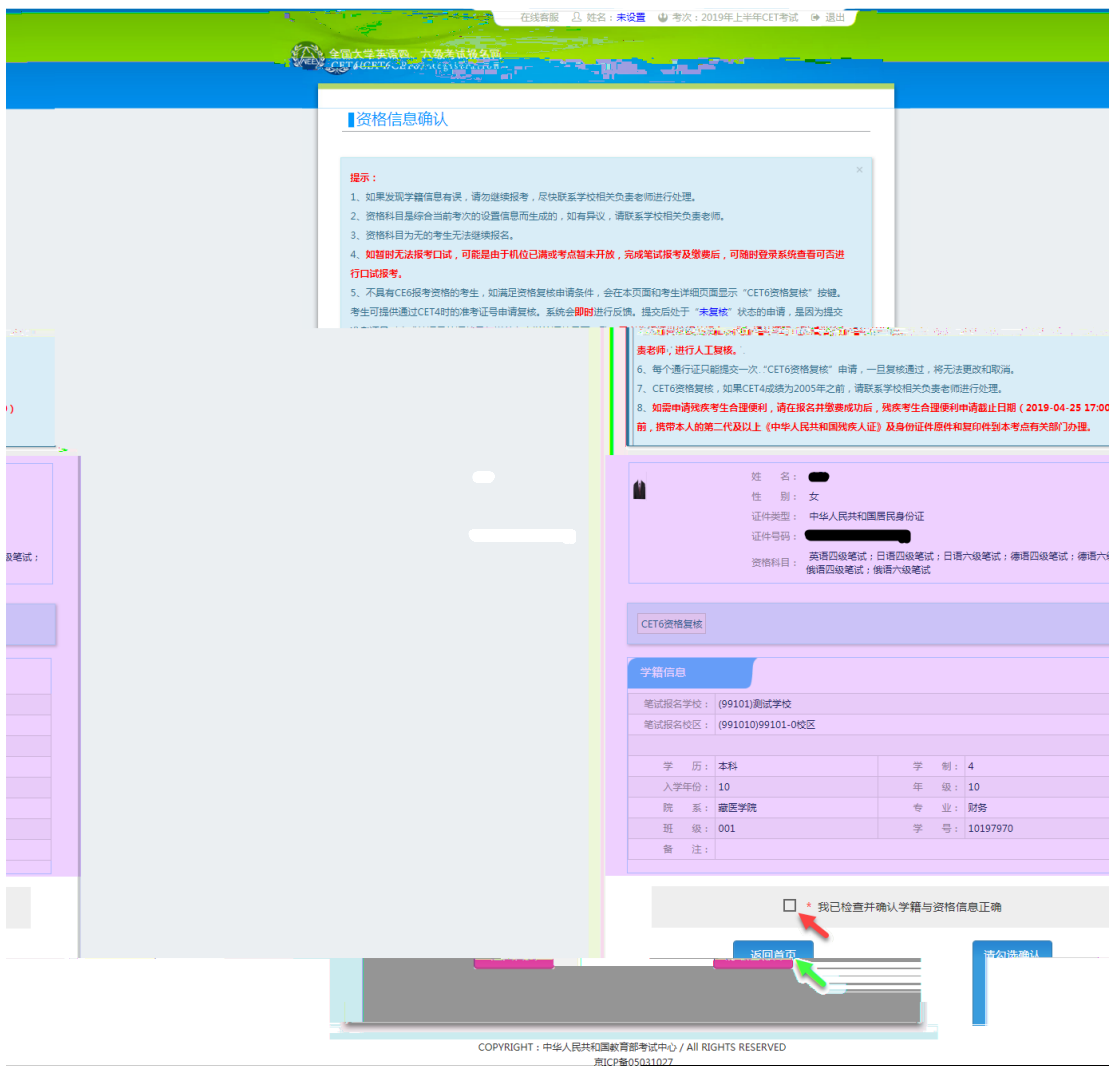 在线客服 姓名：未设置 考次：2019年上半年CET考试 退出
全国大学英语四、六级考试报名网
资格信息确认
×
提示：
1、如果发现学籍信息有误，请勿继续报考，尽快联系学校相关负责老师进行处理。
2、资格科目是综合当前考次的设置信息而生成的，如有异议，请联系学校相关负责老师。
3、资格科目为无的考生无法继续报名。
4、如暂时无法报考口试，可能是由于机位已满或考点暂未开放，完成笔试报考及缴费后，可随时登录系统查看可否进
行口试报考。
5、不具有CE6报考资格的考生，如满足资格复核申请条件，会在本页面和考生详细页面显示“CET6资格复核”按键。
考生可提供通过CET4时的准考证号申请复核。系统会即时进行反馈。提交后处于“未复核”状态的申请，是因为提交
责老师，进行人工复核。
6、每个通行证只能提交一次“CET6资格复核”申请，一旦复核通过，将无法更改和取消。
7、CET6资格复核，如果CET4成绩为2005年之前，请联系学校相关负责老师进行处理。
8、如需申请残疾考生合理便利，请在报名并缴费成功后，残疾考生合理便利申请截止日期（2019-04-25 17:00
前，携带本人的第二代及以上《中华人民共和国残疾人证》及身份证件原件和复印件到本考点有关部门办理。
）
姓 名：
性 别： 女
证件类型： 中华人民共和国居民身份证
证件号码：
级笔试；
资格科目： 英语四级笔试；日语四级笔试；日语六级笔试；德语四级笔试；德语六
俄语四级笔试；俄语六级笔试
CET6资格复核
学籍信息
笔试报名学校： (99101)测试学校
笔试报名校区： (991010)99101-0校区
学 历： 本科 学 制： 4
入学年份： 10 年 级： 10
院 系： 藏医学院 专 业： 财务
班 级： 001 学 号： 10197970
备 注：
* 我已检查并确认学籍与资格信息正确
返回首页 请勾选确认
COPYRIGHT：中华人民共和国教育部考试中心 / All RIGHTS RESERVED
京ICP备05031027